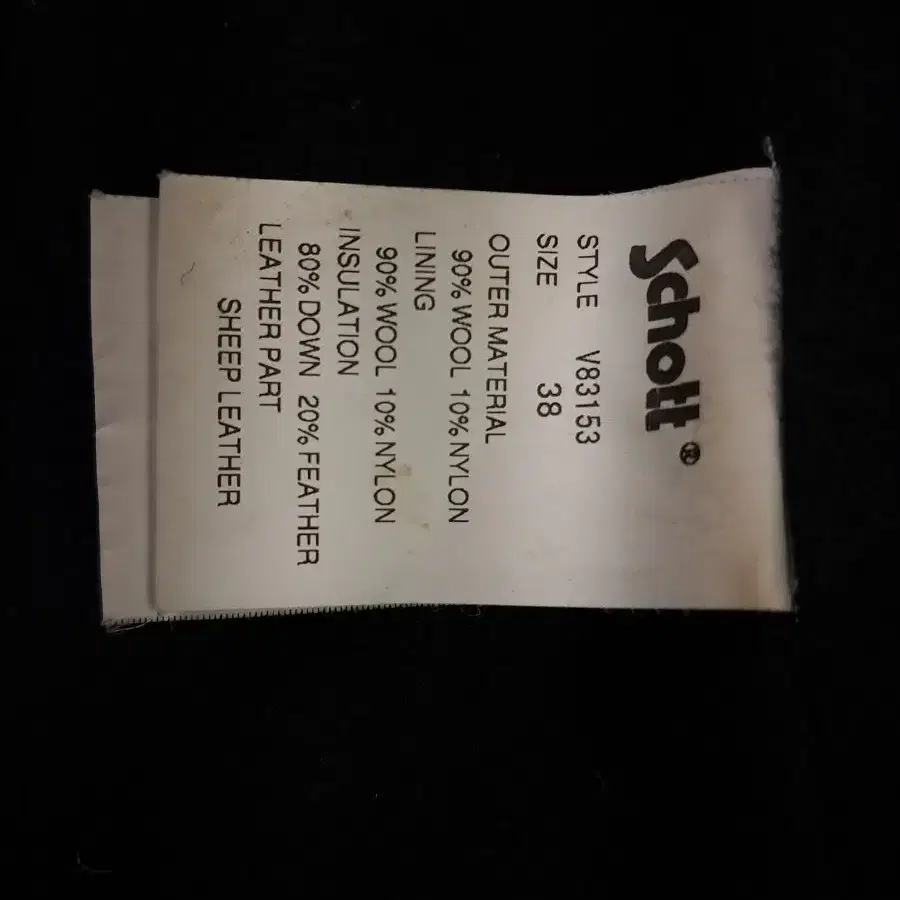 Schott ®
STYLE V83153
SIZE 38
OUTER MATERIAL
90% WOOL 10% NYLON
LINING
90% WOOL 10% NYLON
INSULATION
80% DOWN 20% FEATHER
LEATHER PART
SHEEP LEATHER